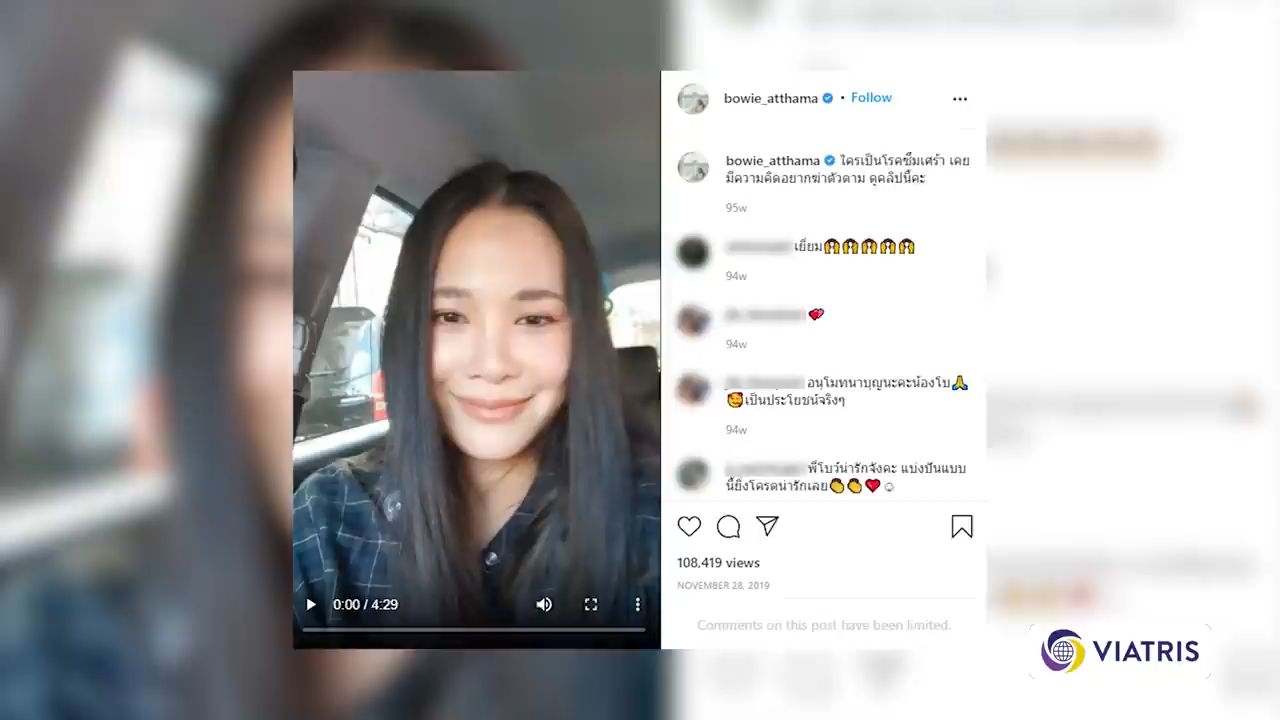 bowie_atthama • Follow
bowie_atthama ใครเป็นโรคซึมเศร้า เคย
มีความคิดอยากฆ่าตัวตาม ดูคลิปนี้คะ
95w
เยี่ยม
94w
94w
อนุโมทนาบุญนะคะน้องโบ
เป็นประโยชน์จริงๆ
94w
พี่โบว์น่ารักจังคะ แบ่งปันแบบ
นี้ยิ่งโครตน่ารักเลย
108,419 views
NOVEMBER 28, 2019
0:00 / 4:29
Comments on this post have been limited.
VIATRIS